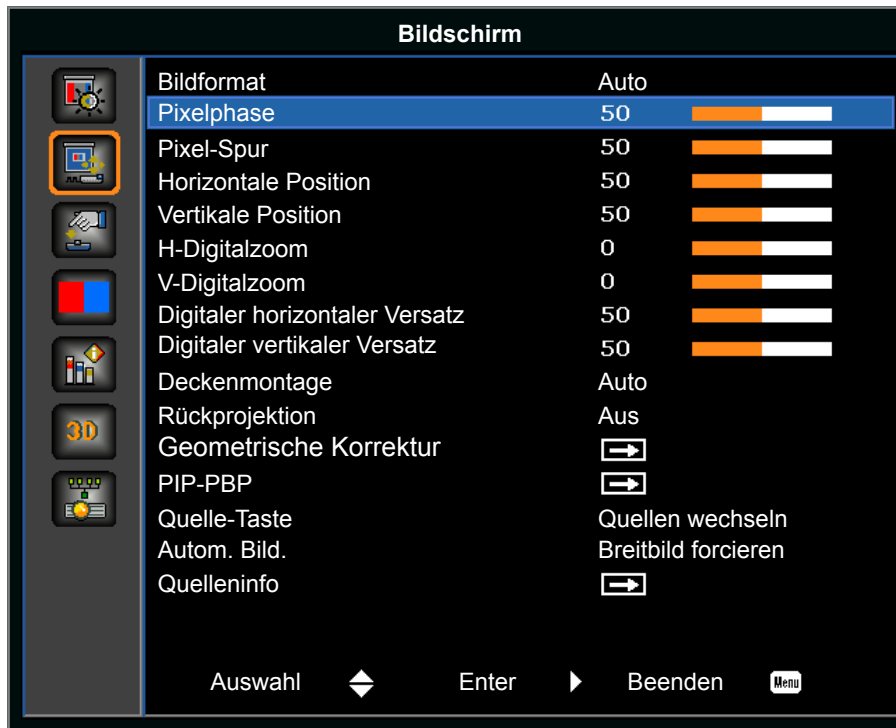 Bildschirm
Bildformat Auto
Pixelphase 50
Pixel-Spur 50
Horizontale Position 50
Vertikale Position 50
H-Digitalzoom 0
V-Digitalzoom 0
Digitaler horizontaler Versatz 50
Digitaler vertikaler Versatz 50
Deckenmontage Auto
3D
Rückprojektion Aus
Geometrische Korrektur
PIP-PBP
Quelle-Taste Quellen wechseln
Autom. Bild. Breitbild forcieren
Quelleninfo
Auswahl Enter Beenden Menu